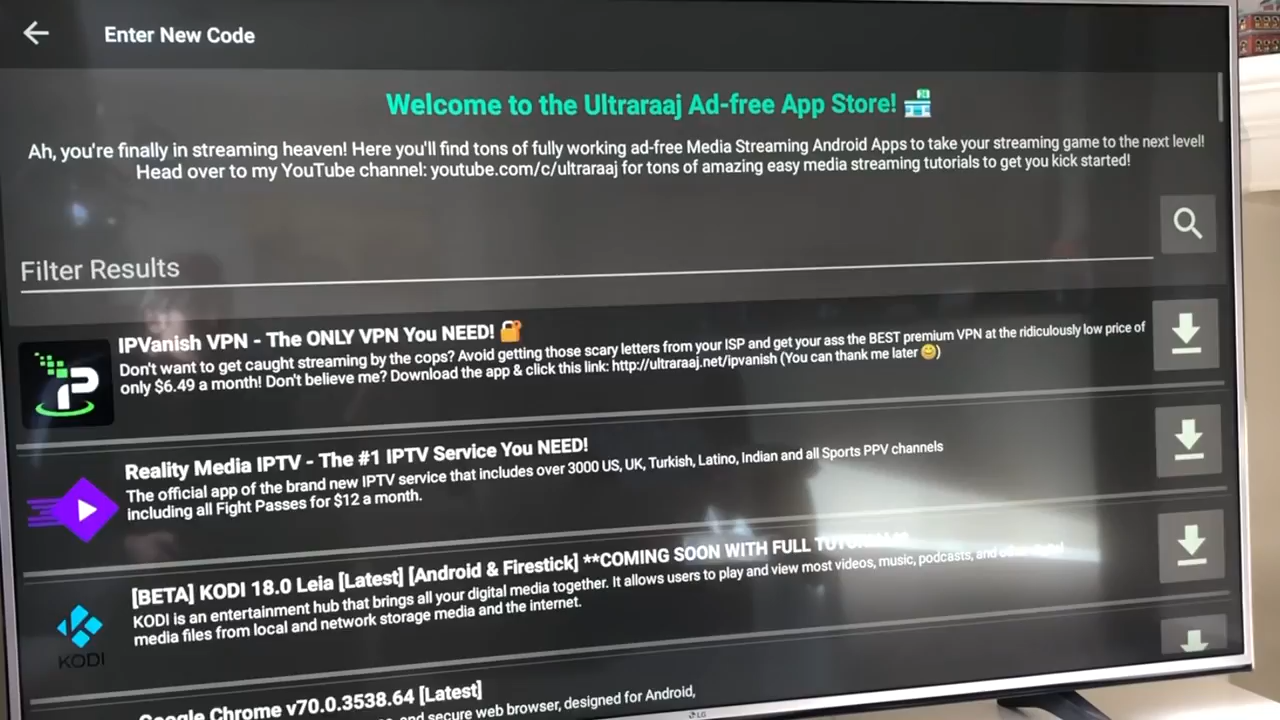 Enter New Code
Welcome to the Ultraraaj Ad-free App Store!
Ah, you're finally in streaming heaven! Here you'll find tons of fully working ad-free Media Streaming Android Apps to take your streaming game to the next level!
Head over to my YouTube channel: youtube.com/c/ultraraaj for tons of amazing easy media streaming tutorials to get you kick started!
Filter Results
IPVanish VPN - The ONLY VPN You NEED! 🔐
Don't want to get caught streaming by the cops? Avoid getting those scary letters from your ISP and get your ass the BEST premium VPN at the ridiculously low price of
only $6.49 a month! Don't believe me? Download the app & click this link: http://ultraraaj.net/ipvanish (You can thank me later 😊)
Reality Media IPTV - The #1 IPTV Service You NEED!
The official app of the brand new IPTV service that includes over 3000 US, UK, Turkish, Latino, Indian and all Sports PPV channels
including all Fight Passes for $12 a month.
[BETA] KODI 18.0 Leia [Latest] [Android & Firestick] **COMING SOON WITH FULL
KODI is an entertainment hub that brings all your digital media together. It allows users to play and view most videos, music, podcasts, and
media files from local and network storage media and the internet.
KODI
Google Chrome v70.0.3538.64 [Latest]
and secure web browser, designed for Android,
LG